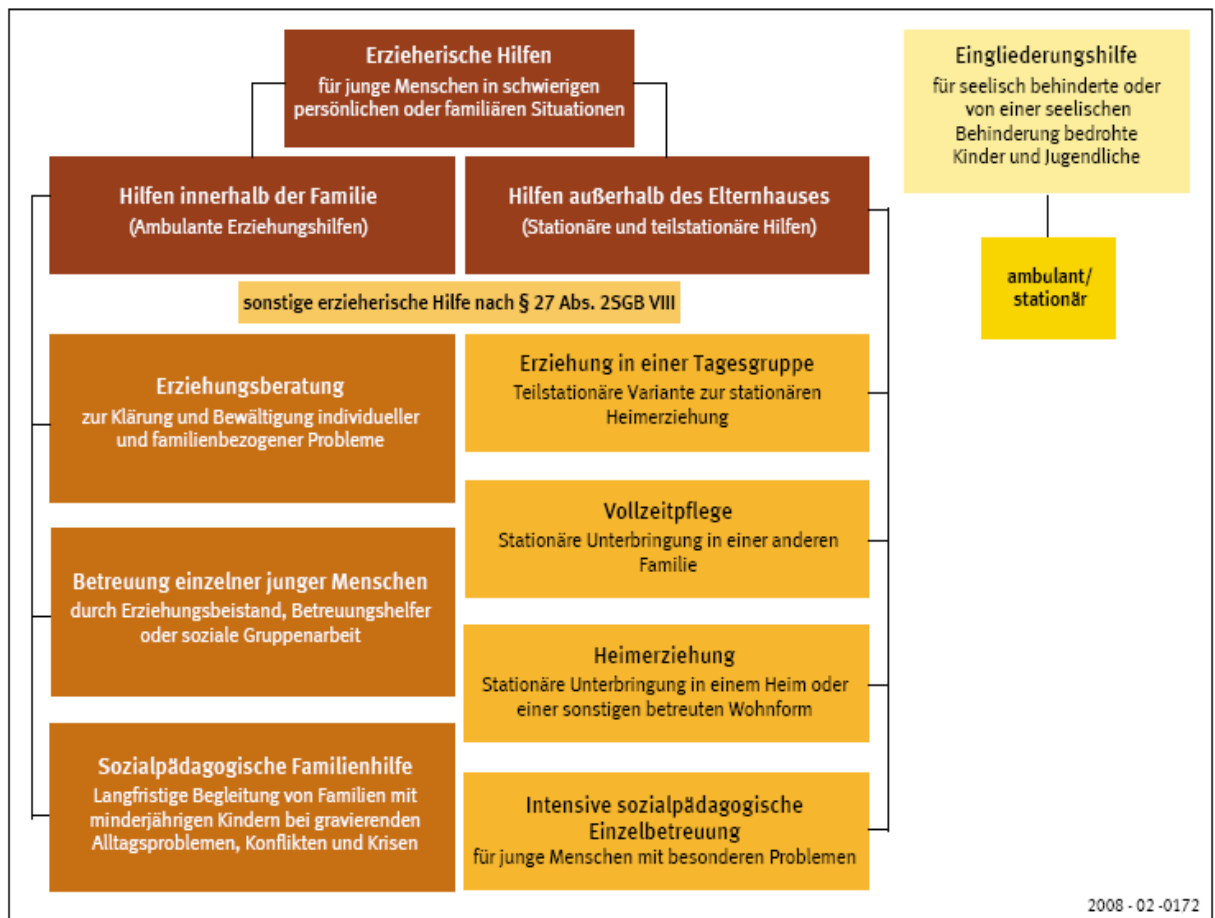 Erzieherische Hilfen
für junge Menschen in schwierigen
persönlichen oder familiären Situationen
Eingliederungshilfe
für seelisch behinderte oder
von einer seelischen
Behinderung bedrohte
Kinder und Jugendliche
Hilfen innerhalb der Familie
(Ambulante Erziehungshilfen)
Hilfen außerhalb des Elternhauses
(Stationäre und teilstationäre Hilfen)
ambulant/
stationär
sonstige erzieherische Hilfe nach § 27 Abs. 2SGB VIII
Erziehungsberatung
zur Klärung und Bewältigung individueller
und familienbezogener Probleme
Betreuung einzelner junger Menschen
durch Erziehungsbeistand, Betreuungshelfer
oder soziale Gruppenarbeit
Sozialpädagogische Familienhilfe
Langfristige Begleitung von Familien mit
minderjährigen Kindern bei gravierenden
Alltagsproblemen, Konflikten und Krisen
Erziehung in einer Tagesgruppe
Teilstationäre Variante zur stationären
Heimerziehung
Vollzeitpflege
Stationäre Unterbringung in einer anderen
Familie
Heimerziehung
Stationäre Unterbringung in einem Heim oder
einer sonstigen betreuten Wohnform
Intensive sozialpädagogische
Einzelbetreuung
für junge Menschen mit besonderen Problemen
2008 - 02 -0172